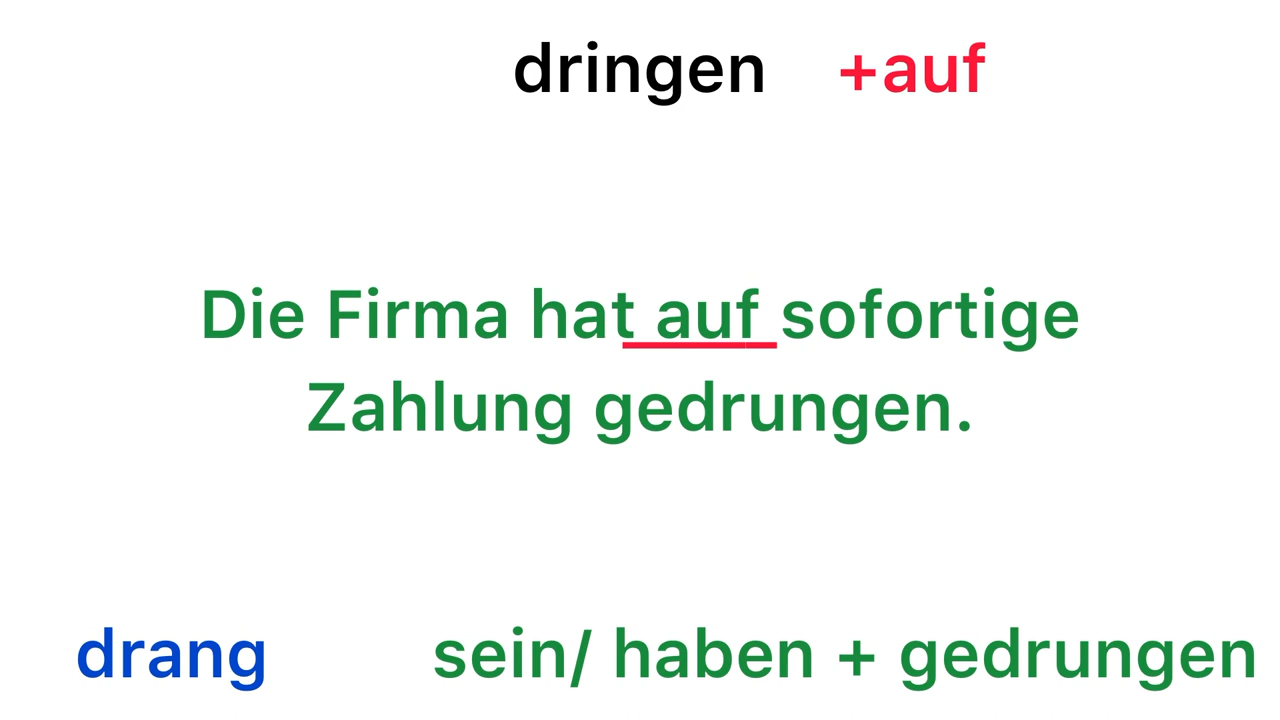 dringen +auf
Die Firma hat auf sofortige
Zahlung gedrungen.
drang sein/ haben + gedrungen